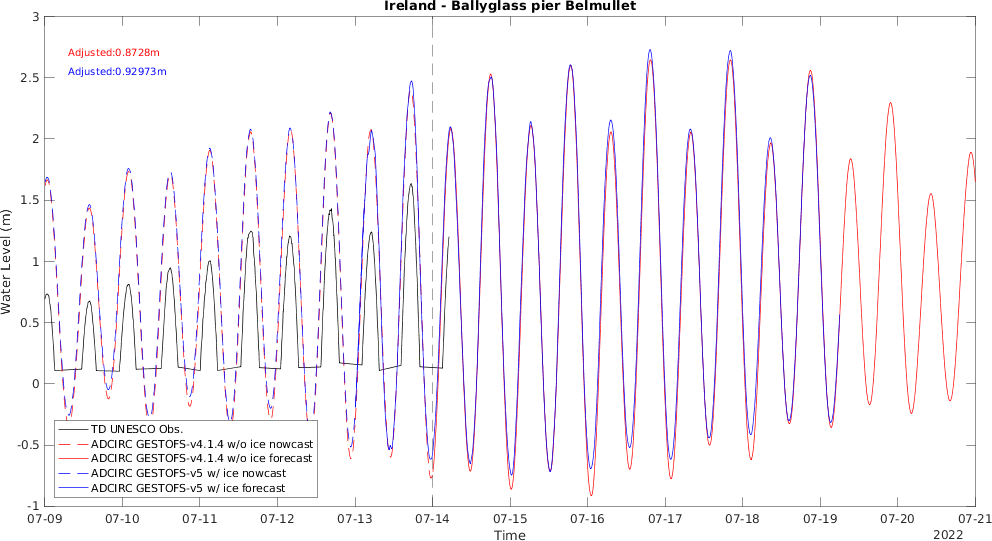 Ireland - Ballyglass pier Belmullet
Adjusted:0.8728m
Adjusted:0.92973m
Water Level (m)
3
2.5
2
1.5
1
0.5
0
-0.5
-1
TD UNESCO Obs.
ADCIRC GESTOFS-v4.1.4 w/o ice nowcast
ADCIRC GESTOFS-v4.1.4 w/o ice forecast
ADCIRC GESTOFS-v5 w/ ice nowcast
ADCIRC GESTOFS-v5 w/ ice forecast
07-09 07-10 07-11 07-12 07-13 07-14 07-15 07-16 07-17 07-18 07-19 07-20 07-21
Time
2022